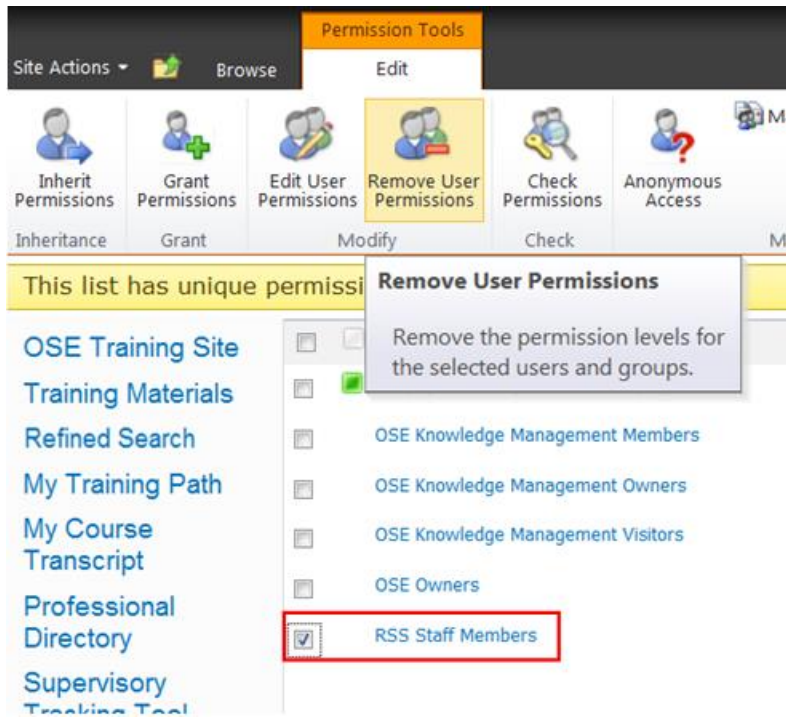 Permission Tools
Site Actions Browse Edit
Inherit Permissions
Grant Permissions
Edit User Permissions
Remove User Permissions
Check Permissions
Anonymous Access
M
Inheritance Grant Modify Check M
This list has unique permissi
Remove User Permissions
Remove the permission levels for
the selected users and groups.
OSE Training Site
Training Materials
Refined Search
My Training Path
My Course
Transcript
Professional
Directory
Supervisory
Tracking Tool
OSE Knowledge Management Members
OSE Knowledge Management Owners
OSE Knowledge Management Visitors
OSE Owners
RSS Staff Members